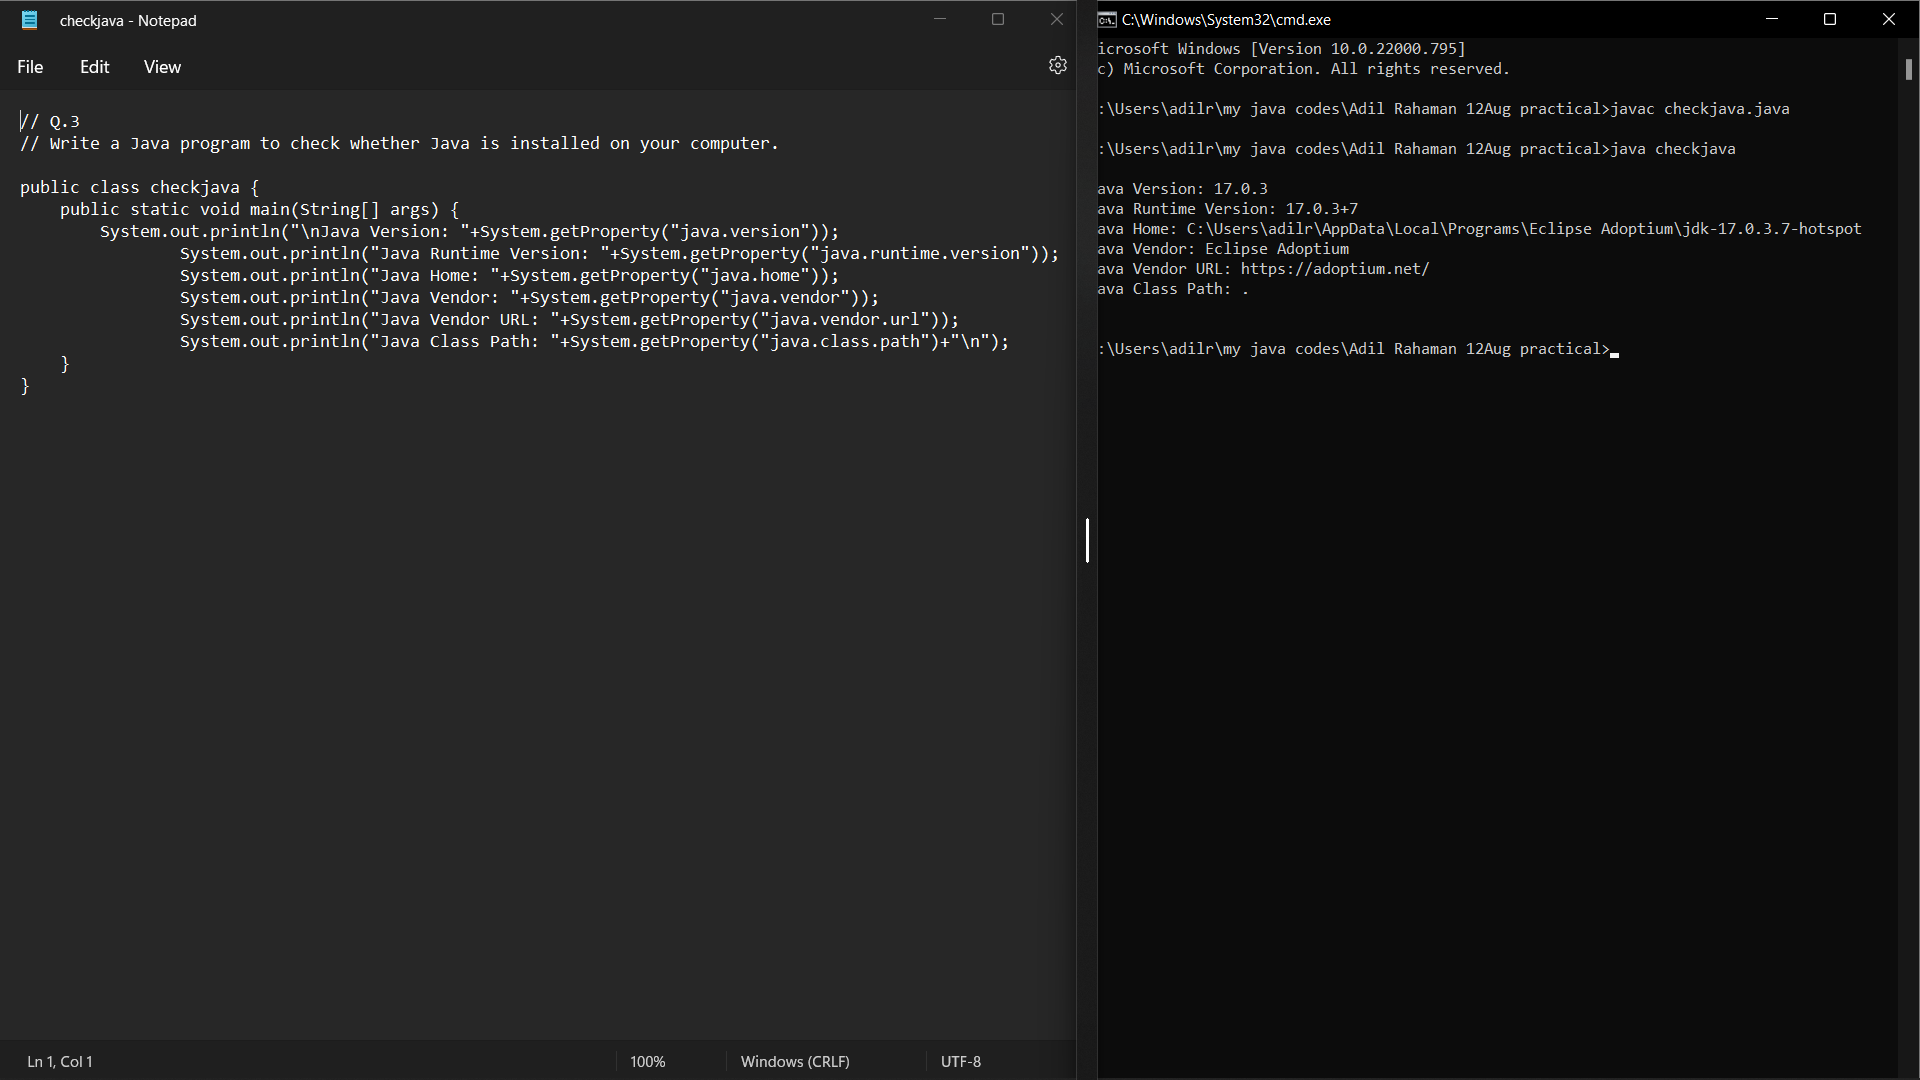 checkjava - Notepad
File Edit View
// Q.3
// Write a Java program to check whether Java is installed on your computer.
public class checkjava {
    public static void main(String[] args) {
        System.out.println("\nJava Version: "+System.getProperty("java.version"));
                System.out.println("Java Runtime Version: "+System.getProperty("java.runtime.version"));
                System.out.println("Java Home: "+System.getProperty("java.home"));
                System.out.println("Java Vendor: "+System.getProperty("java.vendor"));
                System.out.println("Java Vendor URL: "+System.getProperty("java.vendor.url"));
                System.out.println("Java Class Path: "+System.getProperty("java.class.path")+"\n");
    }
}
Ln 1, Col 1 100% Windows (CRLF) UTF-8
C:\Windows\System32\cmd.exe
icrosoft Windows [Version 10.0.22000.795]
c) Microsoft Corporation. All rights reserved.
:\Users\adilr\my java codes\Adil Rahaman 12Aug practical>javac checkjava.java
:\Users\adilr\my java codes\Adil Rahaman 12Aug practical>java checkjava
ava Version: 17.0.3
ava Runtime Version: 17.0.3+7
ava Home: C:\Users\adilr\AppData\Local\Programs\Eclipse Adoptium\jdk-17.0.3.7-hotspot
ava Vendor: Eclipse Adoptium
ava Vendor URL: https://adoptium.net/
ava Class Path: .
:\Users\adilr\my java codes\Adil Rahaman 12Aug practical>